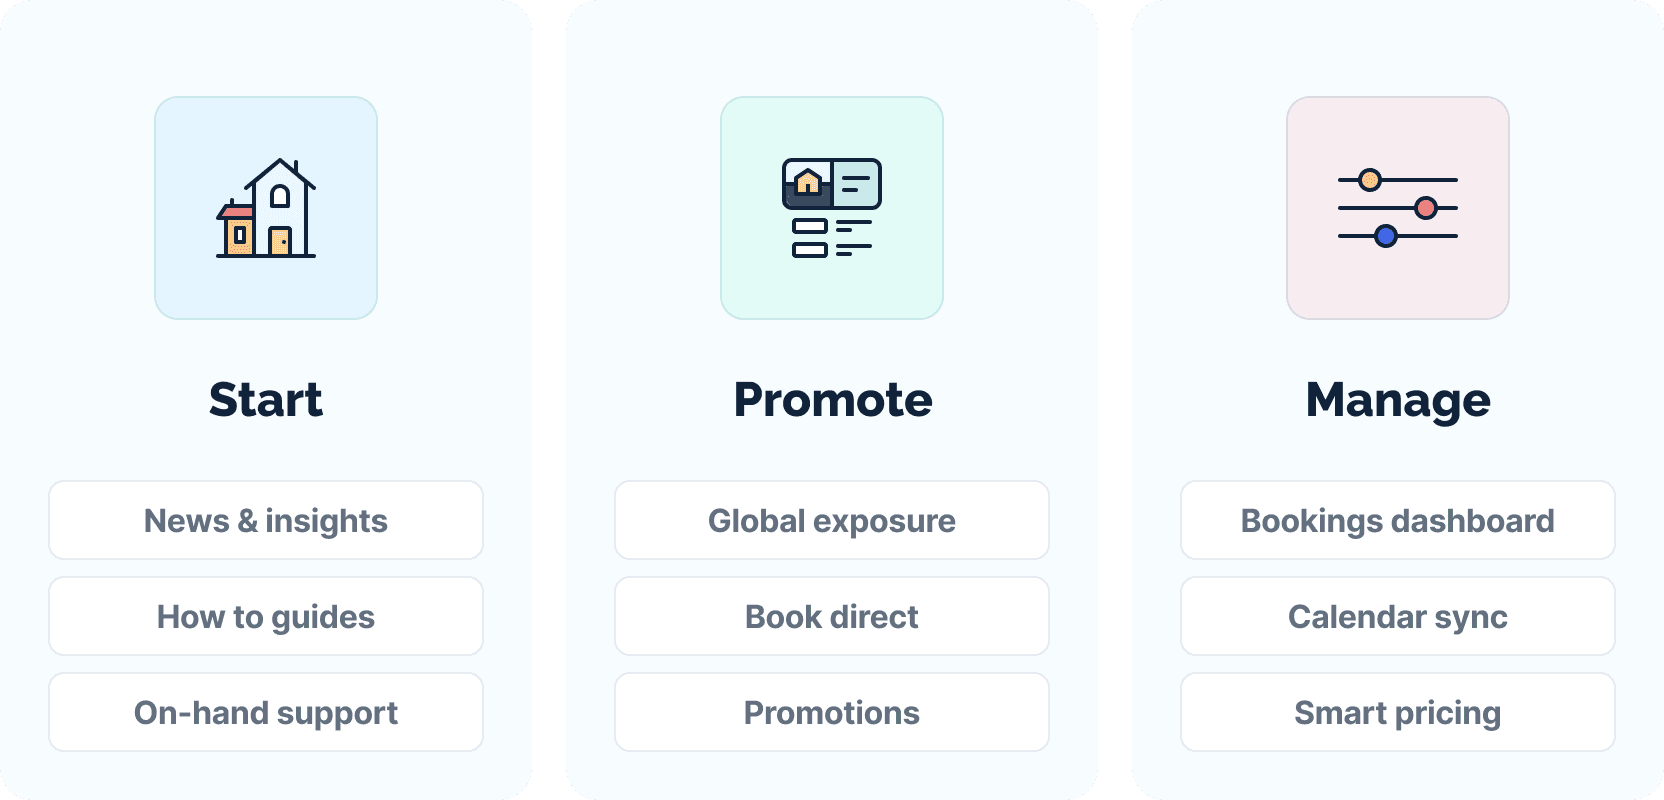 Start
News & insights
How to guides
On-hand support
Promote
Global exposure
Book direct
Promotions
Manage
Bookings dashboard
Calendar sync
Smart pricing